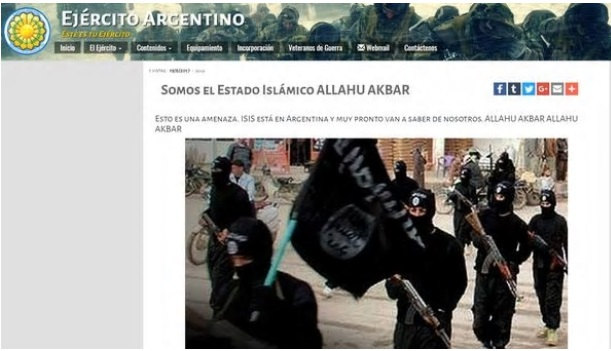 EJÉRCITO ARGENTINO
ESTE ES TU EJÉRCITO
Inicio El Ejército Contenidos Equipamiento Incorporación Veteranos de Guerra Webmail Contáctenos
SOMOS EL ESTADO ISLÁMICO ALLAHU AKBAR
ESTO ES UNA AMENAZA. ISIS ESTÁ EN ARGENTINA Y MUY PRONTO VAN A SABER DE NOSOTROS. ALLAHU AKBAR ALLAHU
AKBAR